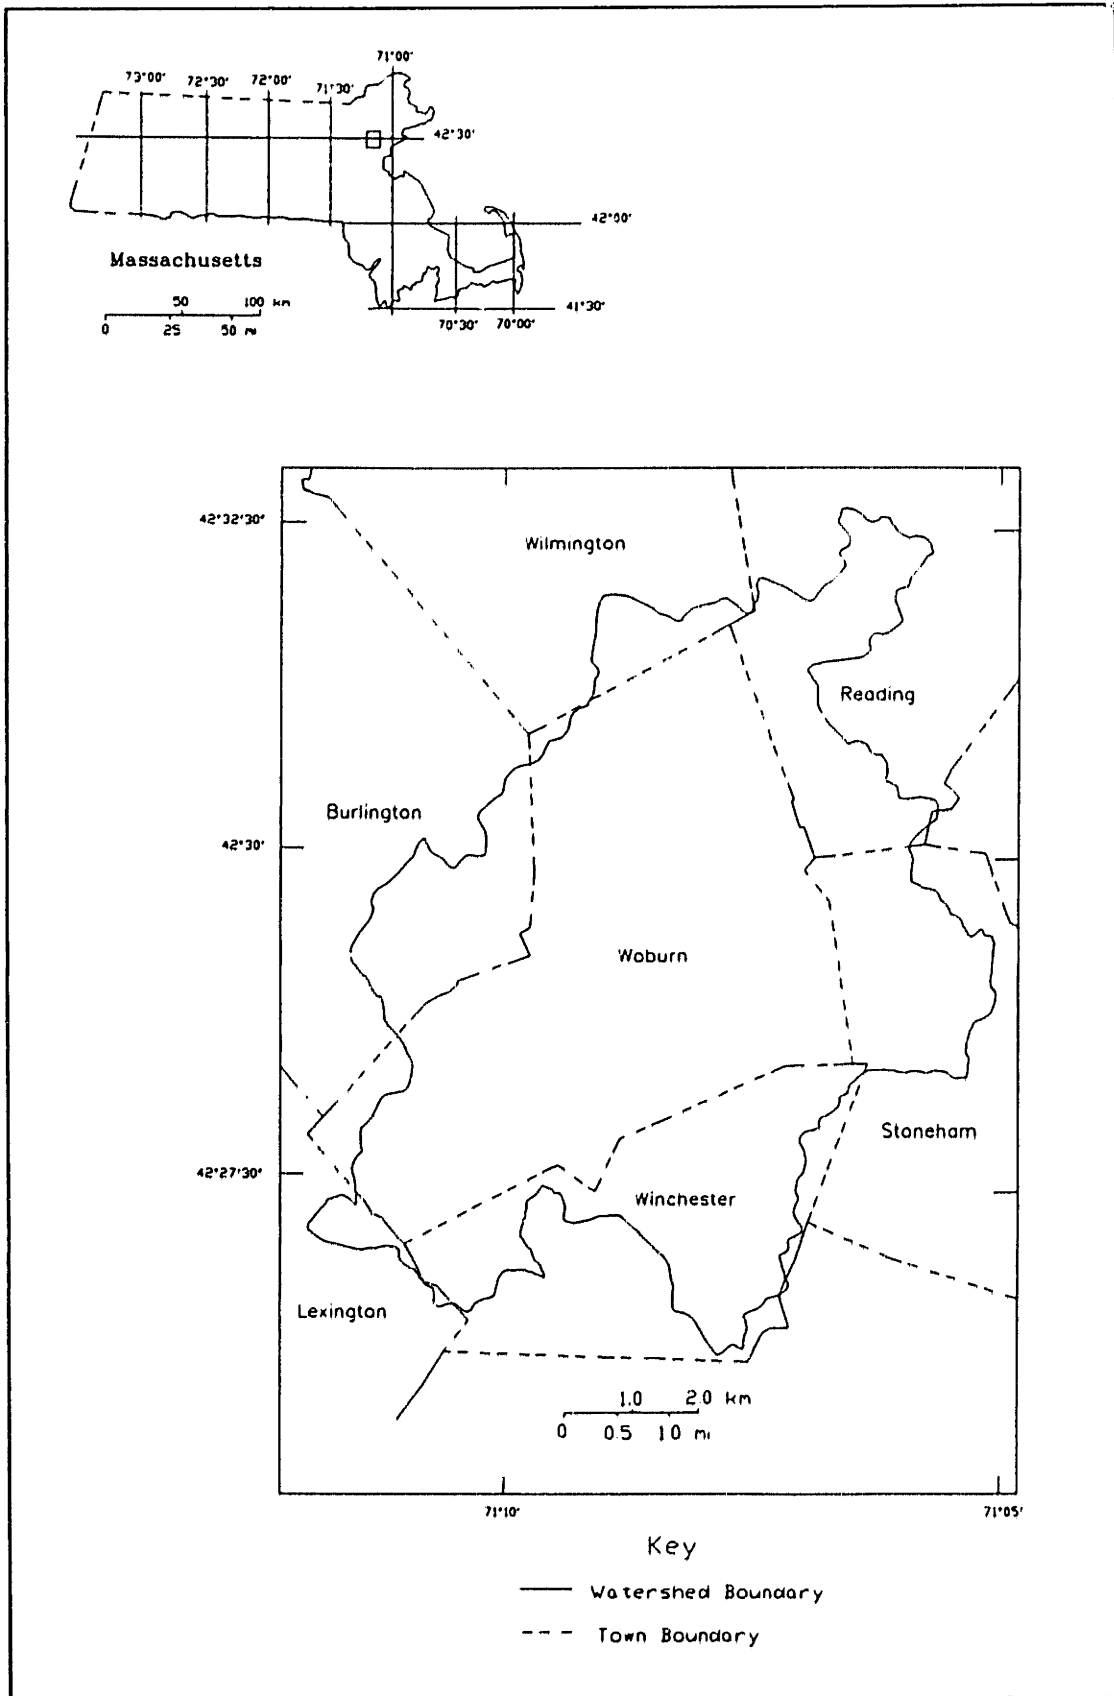 71°00'
73°00' 72°30' 72°00' 71°30'
42°30'
42°00'
Massachusetts
50 100 km
0 25 50 mi
41°30'
70°30' 70°00'
42°32'30"
Wilmington
Reading
Burlington
42°30'
Woburn
Stoneham
42°27'30"
Winchester
Lexington
1.0 2.0 km
0 0.5 1.0 mi
71°10' 71°05'
Key
Watershed Boundary
Town Boundary